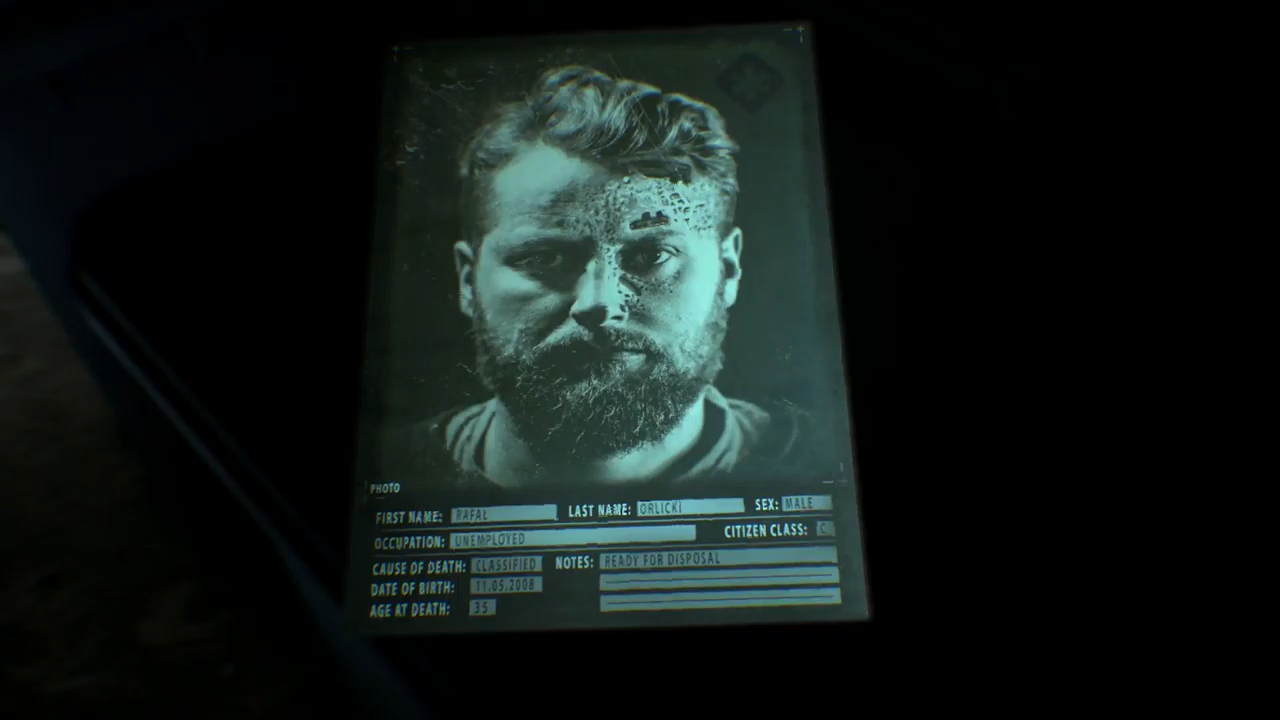 PHOTO
FIRST NAME: RAFAŁ LAST NAME: ORLICKI SEX: MALE
OCCUPATION: UNEMPLOYED CITIZEN CLASS: C
CAUSE OF DEATH: CLASSIFIED NOTES: READY FOR DISPOSAL
DATE OF BIRTH: 11.05.2008
AGE AT DEATH: 35